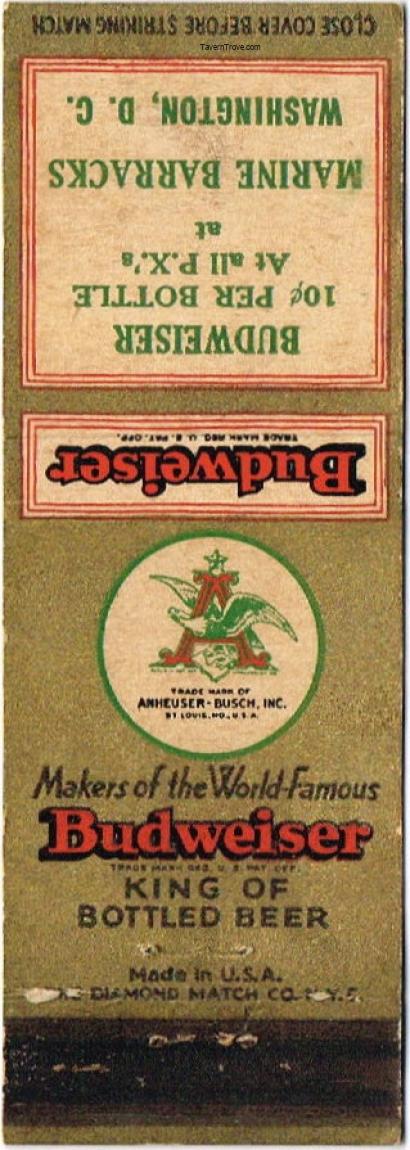 CLOSE COVER BEFORE STRIKING MATCH
TavernTrove.com
BUDWEISER
10¢ PER BOTTLE
At all P.X.'s
at
MARINE BARRACKS
WASHINGTON, D. C.
Budweiser
TRADE MARK REG. U. S. PAT. OFF.
TRADE MARK OF
ANHEUSER-BUSCH, INC.
ST. LOUIS, MO., U.S.A.
Makers of the World-Famous
Budweiser
TRADE MARK REG. U. S. PAT. OFF.
KING OF
BOTTLED BEER
Made in U.S.A.
DIAMOND MATCH CO. N.Y.C.